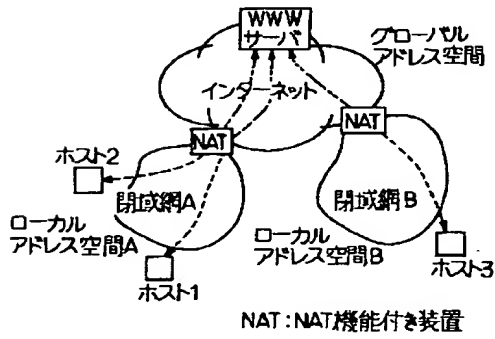 WWW
サーバ
グローバル
アドレス空間
インターネット
NAT
NAT
ホスト2
閉域網A
閉域網B
ローカル
アドレス空間A
ローカル
アドレス空間B
ホスト1
ホスト3
NAT:NAT機能付き装置